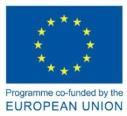 Programme co-funded by the
EUROPEAN UNION